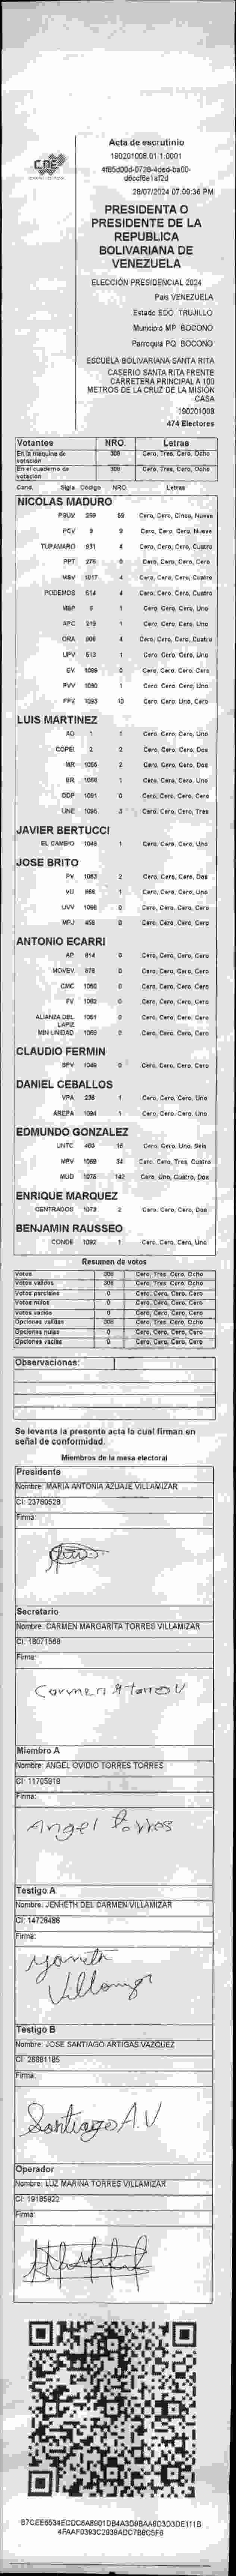 Acta de escrutinio
190201008.01.1.0001
4f85d00d-0728-4ded-ba00-
d6ccf6e1af2d
28/07/2024 07:09:36 PM
CNE
PRESIDENTA O
PRESIDENTE DE LA
REPUBLICA
BOLIVARIANA DE
VENEZUELA
ELECCIÓN PRESIDENCIAL 2024
País VENEZUELA
Estado EDO. TRUJILLO
Municipio MP. BOCONO
Parroquia PQ. BOCONO
ESCUELA BOLIVARIANA SANTA RITA
CASERIO SANTA RITA FRENTE
CARRETERA PRINCIPAL A 100
METROS DE LA CRUZ DE LA MISION
CASA
190201008
474 Electores
Votantes NRO. Letras
En la maquina de votación 308 Cero, Tres, Cero, Ocho
En el cuaderno de votación 308 Cero, Tres, Cero, Ocho
Cand. Sigla Código NRO. Letras
NICOLAS MADURO
PSUV 269 59 Cero, Cero, Cinco, Nueve
PCV 9 9 Cero, Cero, Cero, Nueve
TUPAMARO 931 4 Cero, Cero, Cero, Cuatro
PPT 276 0 Cero, Cero, Cero, Cero
MSV 1017 4 Cero, Cero, Cero, Cuatro
PODEMOS 514 4 Cero, Cero, Cero, Cuatro
MEP 6 1 Cero, Cero, Cero, Uno
APC 219 1 Cero, Cero, Cero, Uno
ORA 906 4 Cero, Cero, Cero, Cuatro
UPV 513 1 Cero, Cero, Cero, Uno
EV 1089 0 Cero, Cero, Cero, Cero
PVV 1090 1 Cero, Cero, Cero, Uno
PFV 1093 10 Cero, Cero, Uno, Cero
LUIS MARTINEZ
AD 1 1 Cero, Cero, Cero, Uno
COPEI 2 2 Cero, Cero, Cero, Dos
MR 1055 2 Cero, Cero, Cero, Dos
BR 1056 1 Cero, Cero, Cero, Uno
DDP 1091 0 Cero, Cero, Cero, Cero
UNE 1095 3 Cero, Cero, Cero, Tres
JAVIER BERTUCCI
EL CAMBIO 1049 1 Cero, Cero, Cero, Uno
JOSE BRITO
PV 1053 2 Cero, Cero, Cero, Dos
VU 868 1 Cero, Cero, Cero, Uno
UVV 1096 0 Cero, Cero, Cero, Cero
MPJ 459 0 Cero, Cero, Cero, Cero
ANTONIO ECARRI
AP 814 0 Cero, Cero, Cero, Cero
MOVEV 976 0 Cero, Cero, Cero, Cero
CMC 1050 0 Cero, Cero, Cero, Cero
FV 1092 0 Cero, Cero, Cero, Cero
ALIANZA DEL LAPIZ 1051 0 Cero, Cero, Cero, Cero
MIN UNIDAD 1069 0 Cero, Cero, Cero, Cero
CLAUDIO FERMIN
SPV 1048 0 Cero, Cero, Cero, Cero
DANIEL CEBALLOS
VPA 238 1 Cero, Cero, Cero, Uno
AREPA 1094 1 Cero, Cero, Cero, Uno
EDMUNDO GONZALEZ
UNTC 460 16 Cero, Cero, Uno, Seis
MPV 1059 34 Cero, Cero, Tres, Cuatro
MUD 1075 142 Cero, Uno, Cuatro, Dos
ENRIQUE MARQUEZ
CENTRADOS 1073 2 Cero, Cero, Cero, Dos
BENJAMIN RAUSSEO
CONDE 1097 1 Cero, Cero, Cero, Uno
Resumen de votos
Votos 308 Cero, Tres, Cero, Ocho
Votos validos 308 Cero, Tres, Cero, Ocho
Votos parciales 0 Cero, Cero, Cero, Cero
Votos nulos 0 Cero, Cero, Cero, Cero
Votos vacios 0 Cero, Cero, Cero, Cero
Opciones validas 308 Cero, Tres, Cero, Ocho
Opciones nulas 0 Cero, Cero, Cero, Cero
Opciones vacias 0 Cero, Cero, Cero, Cero
Observaciones:
Se levanta la presente acta la cual firman en
señal de conformidad.
Miembros de la mesa electoral
Presidente
Nombre: MARIA ANTONIA AZUAJE VILLAMIZAR
CI: 23780528
Firma:
Secretario
Nombre: CARMEN MARGARITA TORRES VILLAMIZAR
CI: 18071568
Firma:
Carmen M torres V
Miembro A
Nombre: ANGEL OVIDIO TORRES TORRES
CI: 11705919
Firma:
Angel Torres
Testigo A
Nombre: JENHETH DEL CARMEN VILLAMIZAR
CI: 14728486
Firma:
Testigo B
Nombre: JOSE SANTIAGO ARTIGAS VAZQUEZ
CI: 26881185
Firma:
Santiago A.V
Operador
Nombre: LUZ MARINA TORRES VILLAMIZAR
CI: 19185922
Firma: